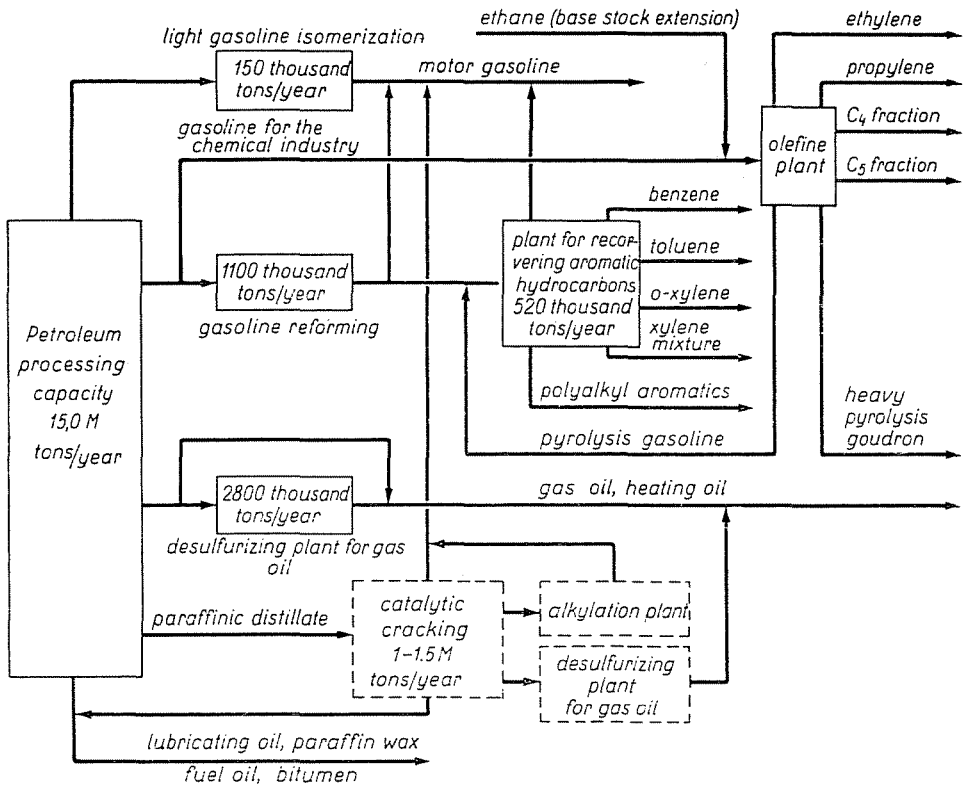 ethane (base stock extension)
ethylene
light gasoline isomerization
150 thousand
tons/year
motor gasoline
propylene
gasoline for the
chemical industry
olefine
plant
C4 fraction
C5 fraction
benzene
1100 thousand
tons/year
gasoline reforming
plant for recor-
vering aromatic
hydrocarbons
520 thousand
tons/year
toluene
o-xylene
xylene
mixture
Petroleum
processing
capacity
15,0 M
tons/year
polyalkyl aromatics
heavy
pyrolysis
goudron
pyrolysis gasoline
2800 thousand
tons/year
gas oil, heating oil
desulfurizing plant for gas
oil
paraffinic distillate
catalytic
cracking
1-1.5 M
tons/year
alkylation plant
desulfurizing
plant
for gas oil
lubricating oil, paraffin wax
fuel oil, bitumen